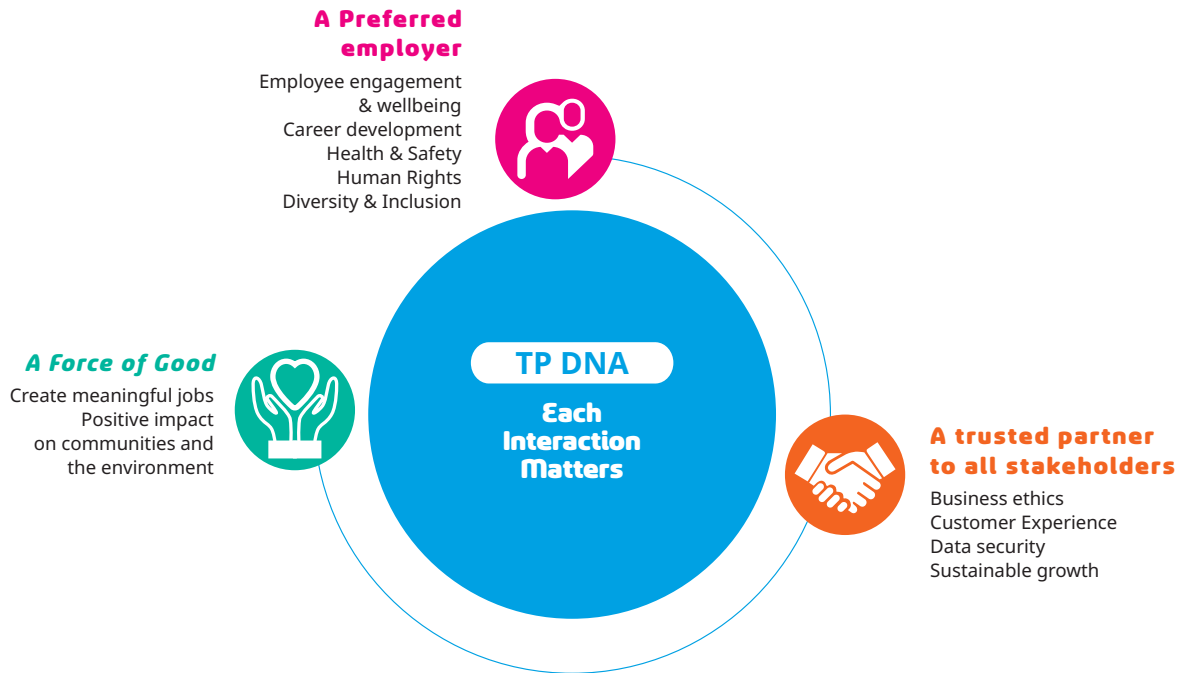 A Preferred
employer
Employee engagement
& wellbeing
Career development
Health & Safety
Human Rights
Diversity & Inclusion
A Force of Good
Create meaningful jobs
Positive impact
on communities and
the environment
TP DNA
Each
Interaction
Matters
A trusted partner
to all stakeholders
Business ethics
Customer Experience
Data security
Sustainable growth